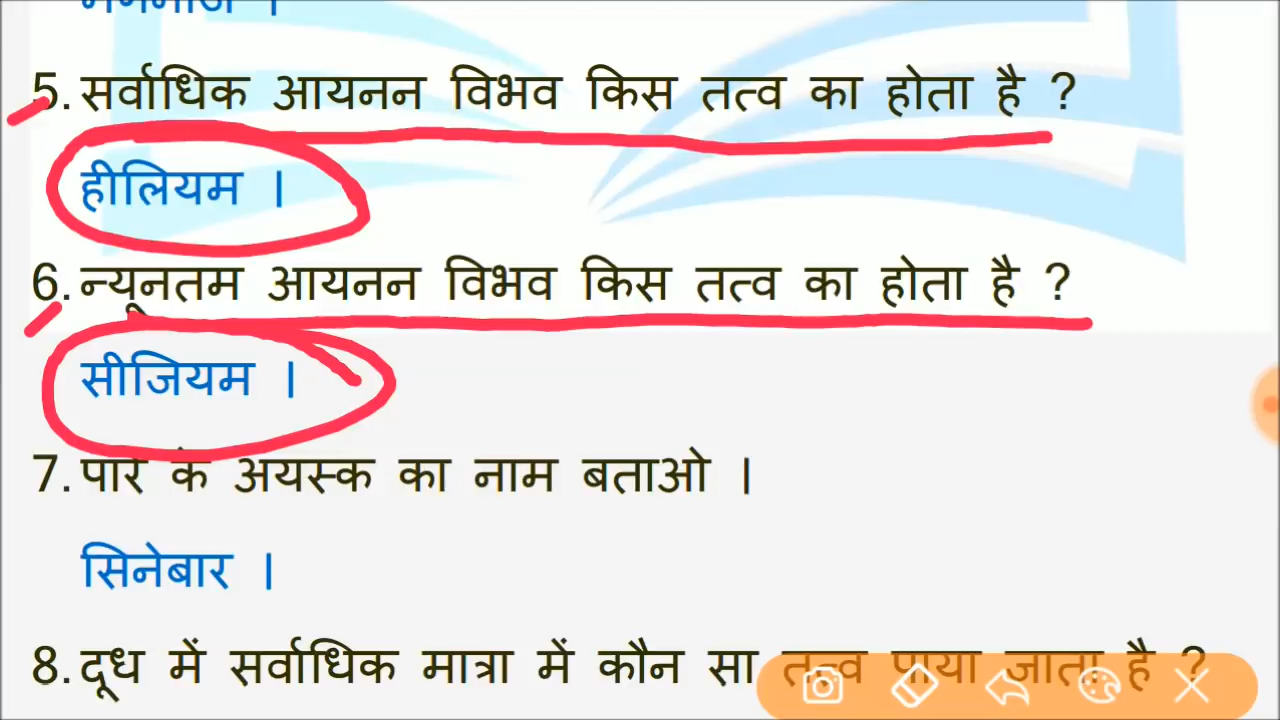 5. सर्वाधिक आयनन विभव किस तत्व का होता है ?
हीलियम ।
6. न्यूनतम आयनन विभव किस तत्व का होता है ?
सीजियम ।
7. पारे के अयस्क का नाम बताओ ।
सिनेबार ।
8. दूध में सर्वाधिक मात्रा में कौन सा तत्व पाया जाता है ?